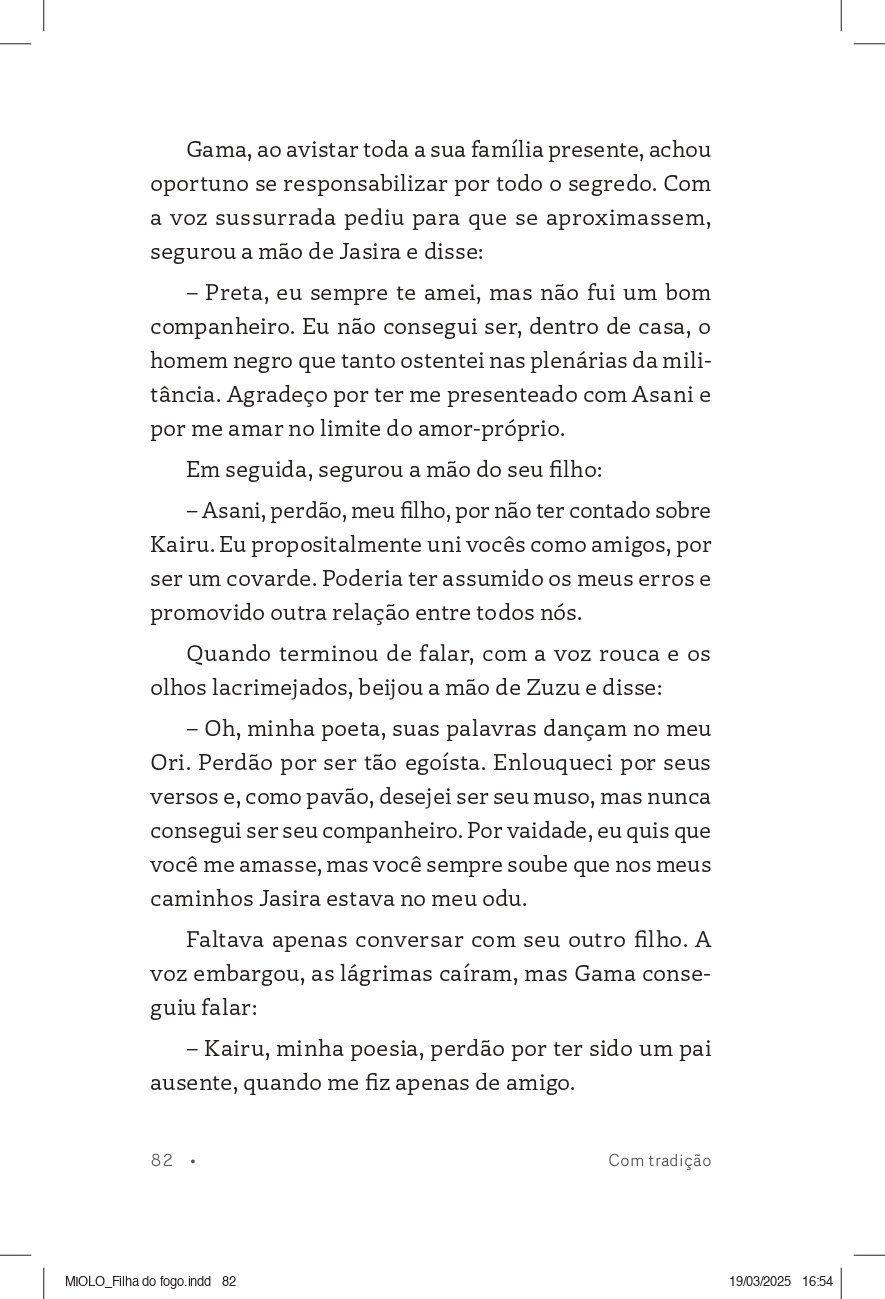 Gama, ao avistar toda a sua família presente, achou
oportuno se responsabilizar por todo o segredo. Com
a voz sussurrada pediu para que se aproximassem,
segurou a mão de Jasira e disse:
– Preta, eu sempre te amei, mas não fui um bom
companheiro. Eu não consegui ser, dentro de casa, o
homem negro que tanto ostentei nas plenárias da mili-
tância. Agradeço por ter me presenteado com Asani e
por me amar no limite do amor-próprio.
Em seguida, segurou a mão do seu filho:
– Asani, perdão, meu filho, por não ter contado sobre
Kairu. Eu propositalmente uni vocês como amigos, por
ser um covarde. Poderia ter assumido os meus erros e
promovido outra relação entre todos nós.
Quando terminou de falar, com a voz rouca e os
olhos lacrimejados, beijou a mão de Zuzu e disse:
– Oh, minha poeta, suas palavras dançam no meu
Ori. Perdão por ser tão egoísta. Enlouqueci por seus
versos e, como pavão, desejei ser seu muso, mas nunca
consegui ser seu companheiro. Por vaidade, eu quis que
você me amasse, mas você sempre soube que nos meus
caminhos Jasira estava no meu odu.
Faltava apenas conversar com seu outro filho. A
voz embargou, as lágrimas caíram, mas Gama conse-
guiu falar:
– Kairu, minha poesia, perdão por ter sido um pai
ausente, quando me fiz apenas de amigo.
82 • Com tradição
MIOLO_Filha do fogo.indd 82 19/03/2025 16:54